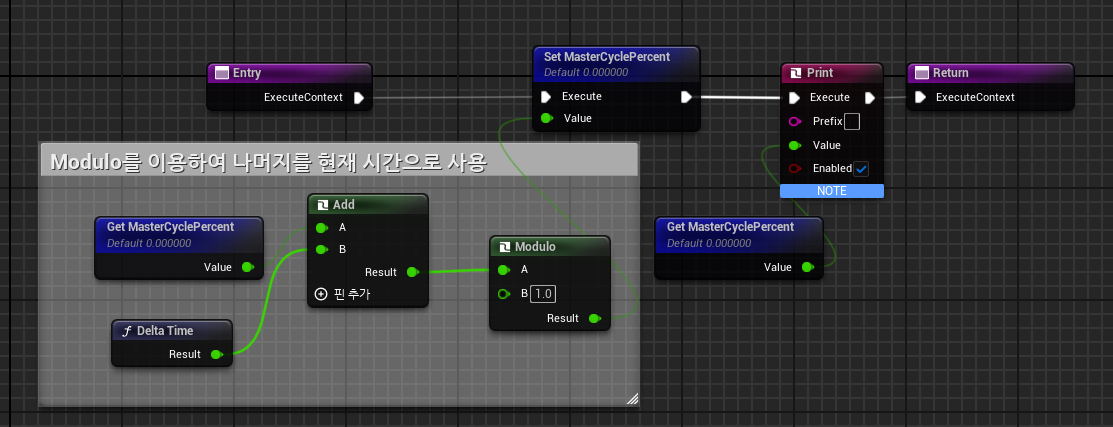 Entry
ExecuteContext
Set MasterCyclePercent
Default 0.000000
Execute
Value
Print
Execute
Prefix
Value
Enabled
NOTE
Return
ExecuteContext
Modulo를 이용하여 나머지를 현재 시간으로 사용
Get MasterCyclePercent
Default 0.000000
Value
Add
A
B
Result
핀 추가
Delta Time
Result
Modulo
A
B 1.0
Result
Get MasterCyclePercent
Default 0.000000
Value